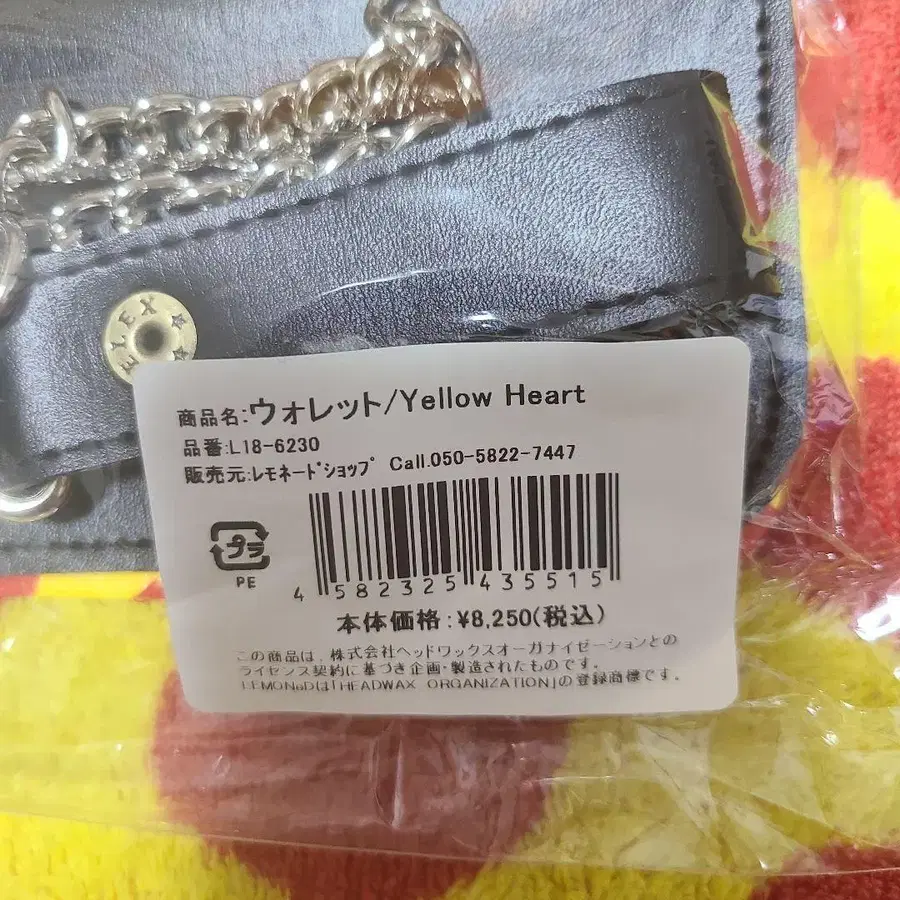 LEX
商品名:ウォレット/Yellow Heart
品番:L18-6230
販売元:ﾚﾓﾈｰﾄﾞｼｮｯﾌﾟ Call.050-5822-7447
プラ
PE
4 582325 435515
本体価格:¥8,250(税込)
この商品は、株式会社ヘッドワックスオーガナイゼーションとの
ライセンス契約に基づき企画・製造されたものです。
LEMONeDは「HEADWAX ORGANIZATION」の登録商標です。